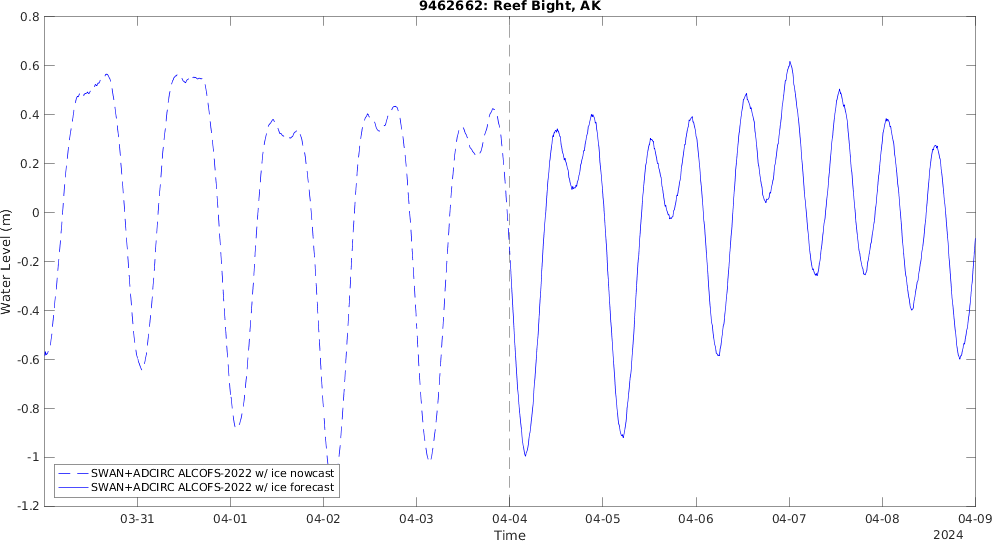 9462662: Reef Bight, AK
0.8
0.6
0.4
0.2
0
-0.2
-0.4
-0.6
-0.8
-1
-1.2
Water Level (m)
SWAN+ADCIRC ALCOFS-2022 w/ ice nowcast
SWAN+ADCIRC ALCOFS-2022 w/ ice forecast
03-31 04-01 04-02 04-03 04-04 04-05 04-06 04-07 04-08 04-09
Time
2024